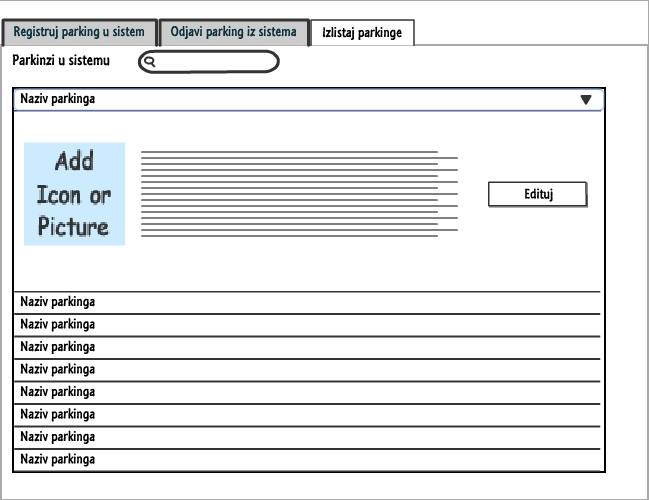 Registruj parking u sistem
Odjavi parking iz sistema
Izlistaj parkinge
Parkinzi u sistemu
Naziv parkinga
Add
Icon or
Picture
Edituj
Naziv parkinga
Naziv parkinga
Naziv parkinga
Naziv parkinga
Naziv parkinga
Naziv parkinga
Naziv parkinga
Naziv parkinga